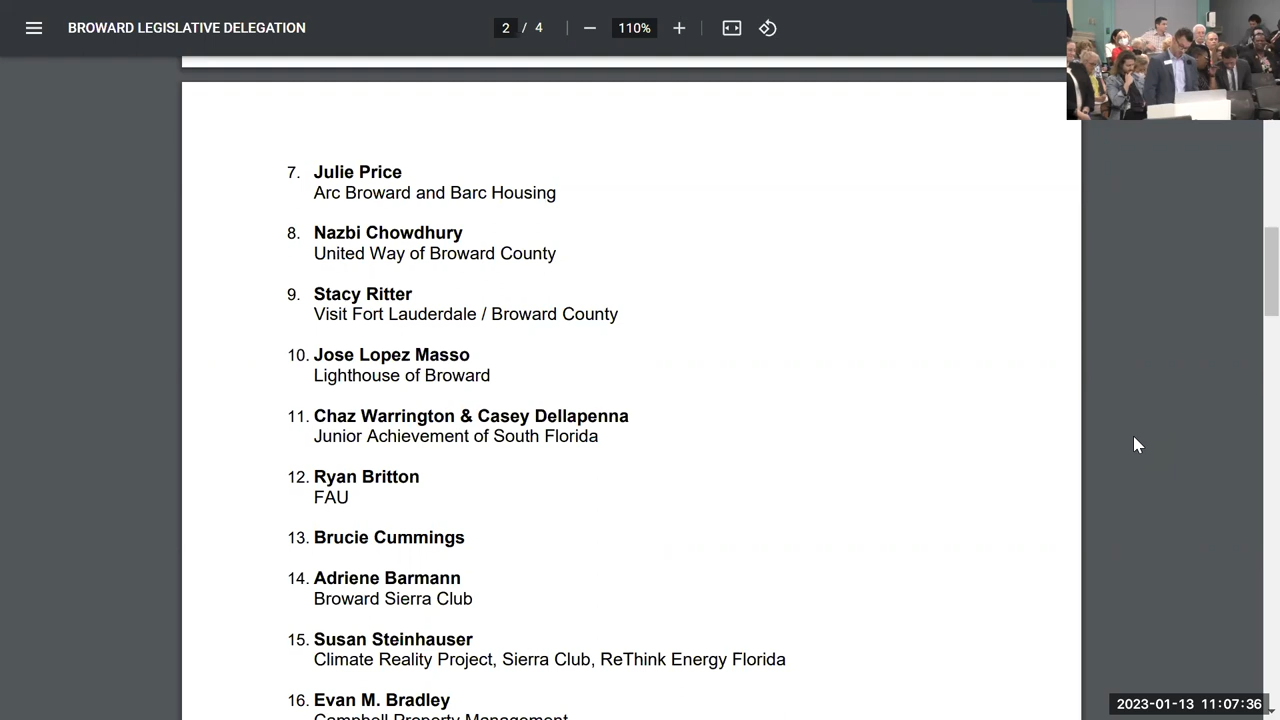 BROWARD LEGISLATIVE DELEGATION
2 / 4
110%
7. Julie Price
Arc Broward and Barc Housing
8. Nazbi Chowdhury
United Way of Broward County
9. Stacy Ritter
Visit Fort Lauderdale / Broward County
10. Jose Lopez Masso
Lighthouse of Broward
11. Chaz Warrington & Casey Dellapenna
Junior Achievement of South Florida
12. Ryan Britton
FAU
13. Brucie Cummings
14. Adriene Barmann
Broward Sierra Club
15. Susan Steinhauser
Climate Reality Project, Sierra Club, ReThink Energy Florida
16. Evan M. Bradley
Campbell Property Management
2023-01-13 11:07:36